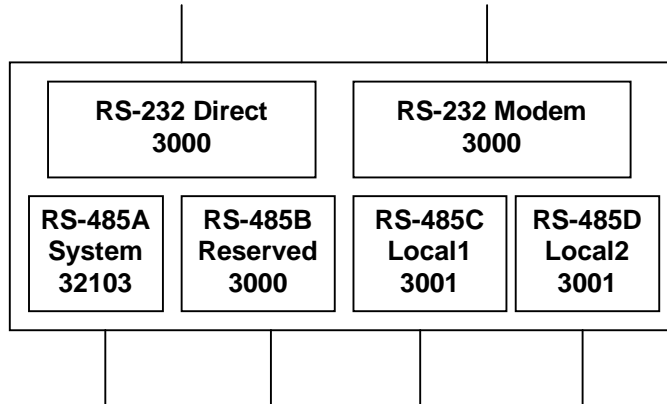 RS-232 Direct
3000
RS-232 Modem
3000
RS-485A
System
32103
RS-485B
Reserved
3000
RS-485C
Local1
3001
RS-485D
Local2
3001